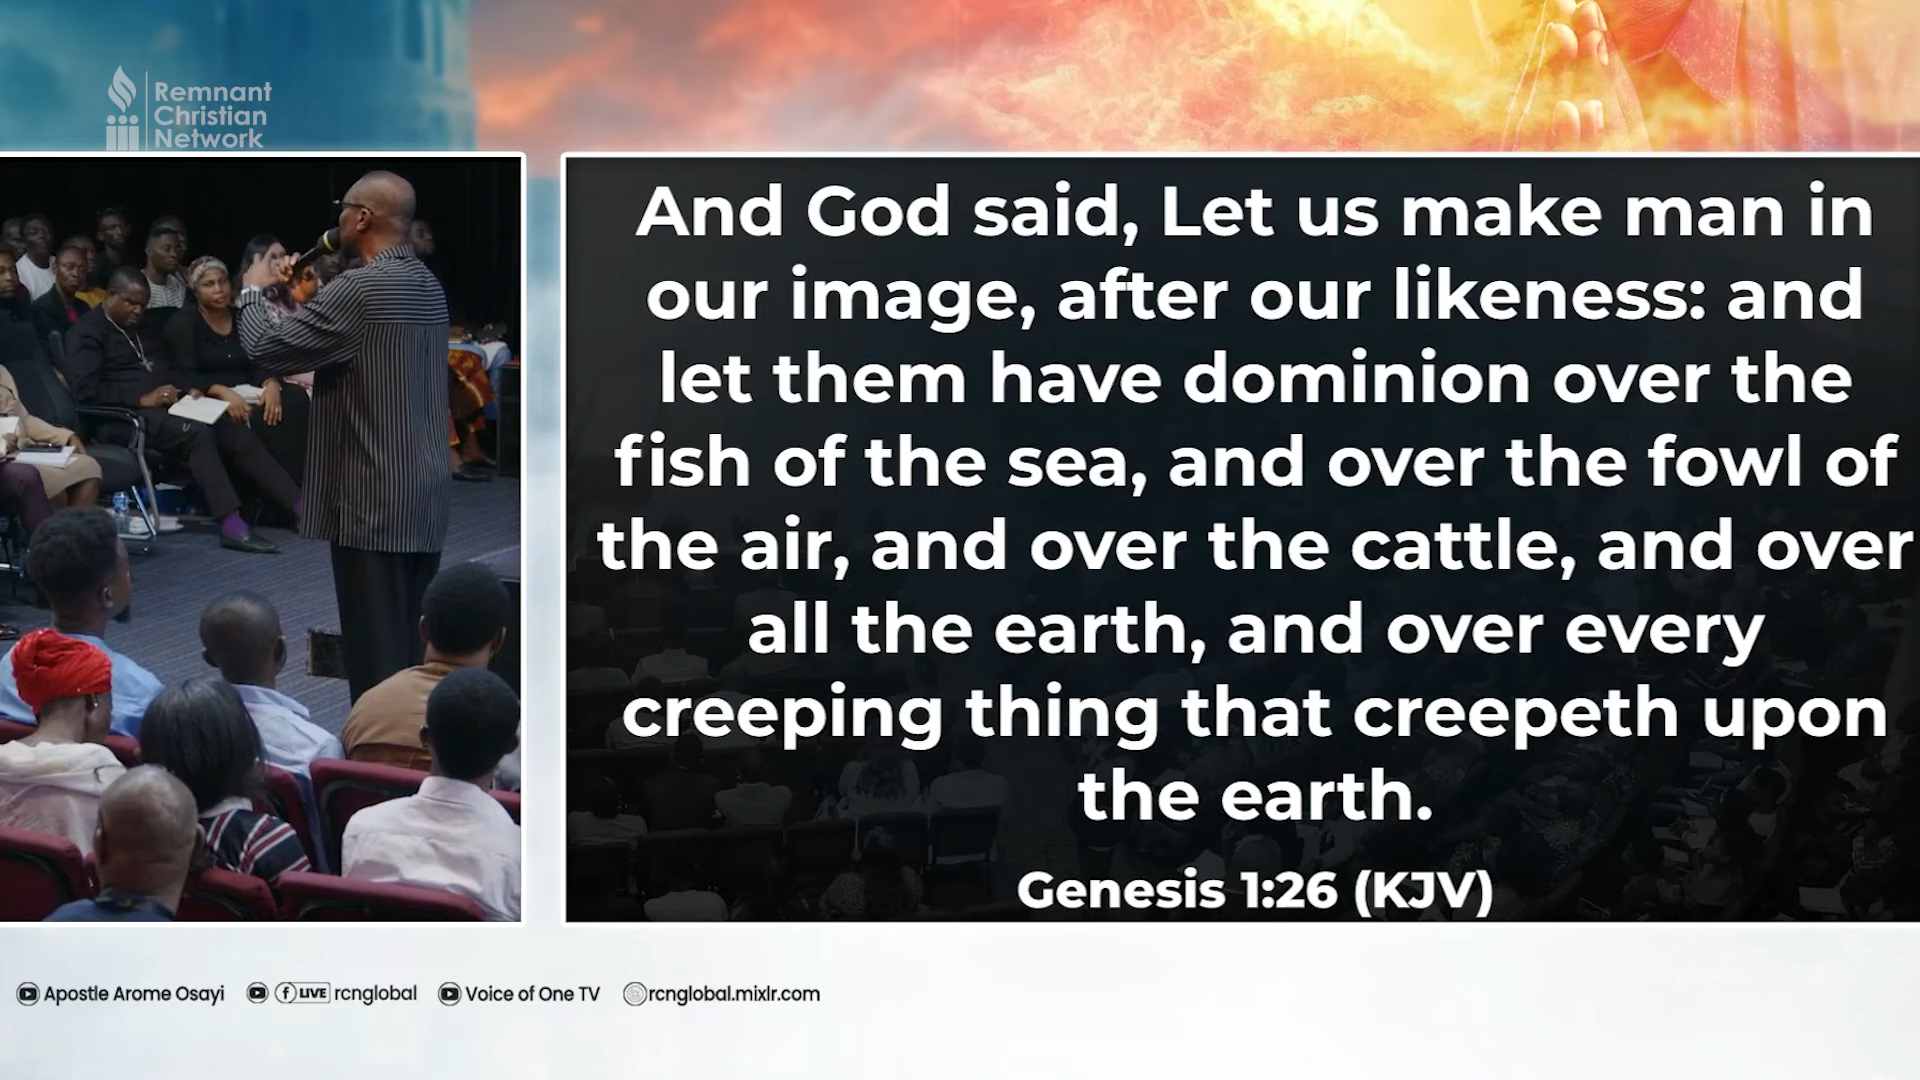 Remnant
Christian
Network
And God said, Let us make man in
our image, after our likeness: and
let them have dominion over the
fish of the sea, and over the fowl of
the air, and over the cattle, and over
all the earth, and over every
creeping thing that creepeth upon
the earth.
Genesis 1:26 (KJV)
Apostle Arome Osayi LIVE rcnglobal Voice of One TV rcnglobal.mixlr.com